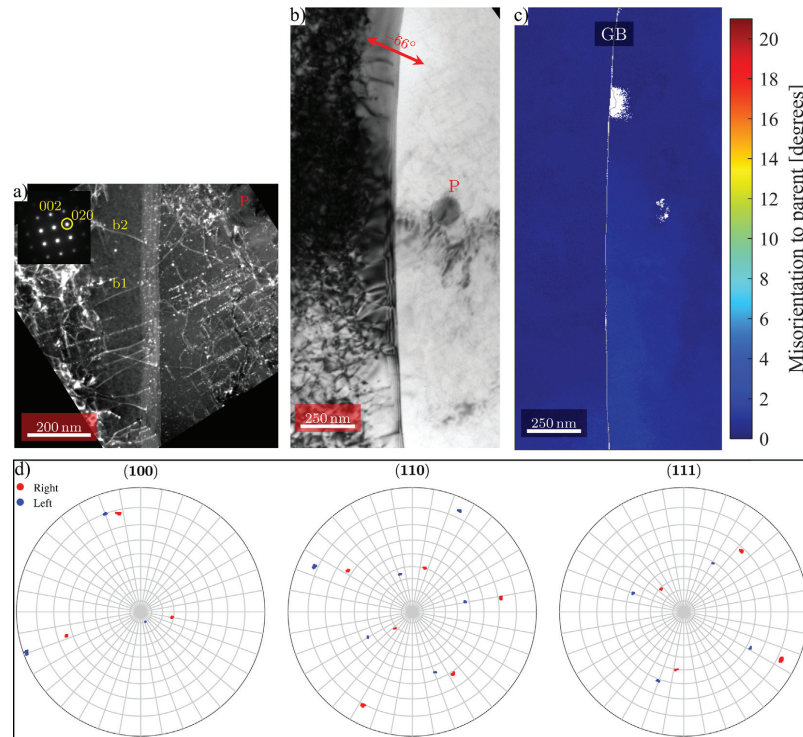 a)
002
020
b2
b1
P
200 nm
b)
~66°
P
250 nm
c)
GB
250 nm
20
18
16
14
12
10
8
6
4
2
0
Misorientation to parent [degrees]
d)
Right
Left
(100)
(110)
(111)